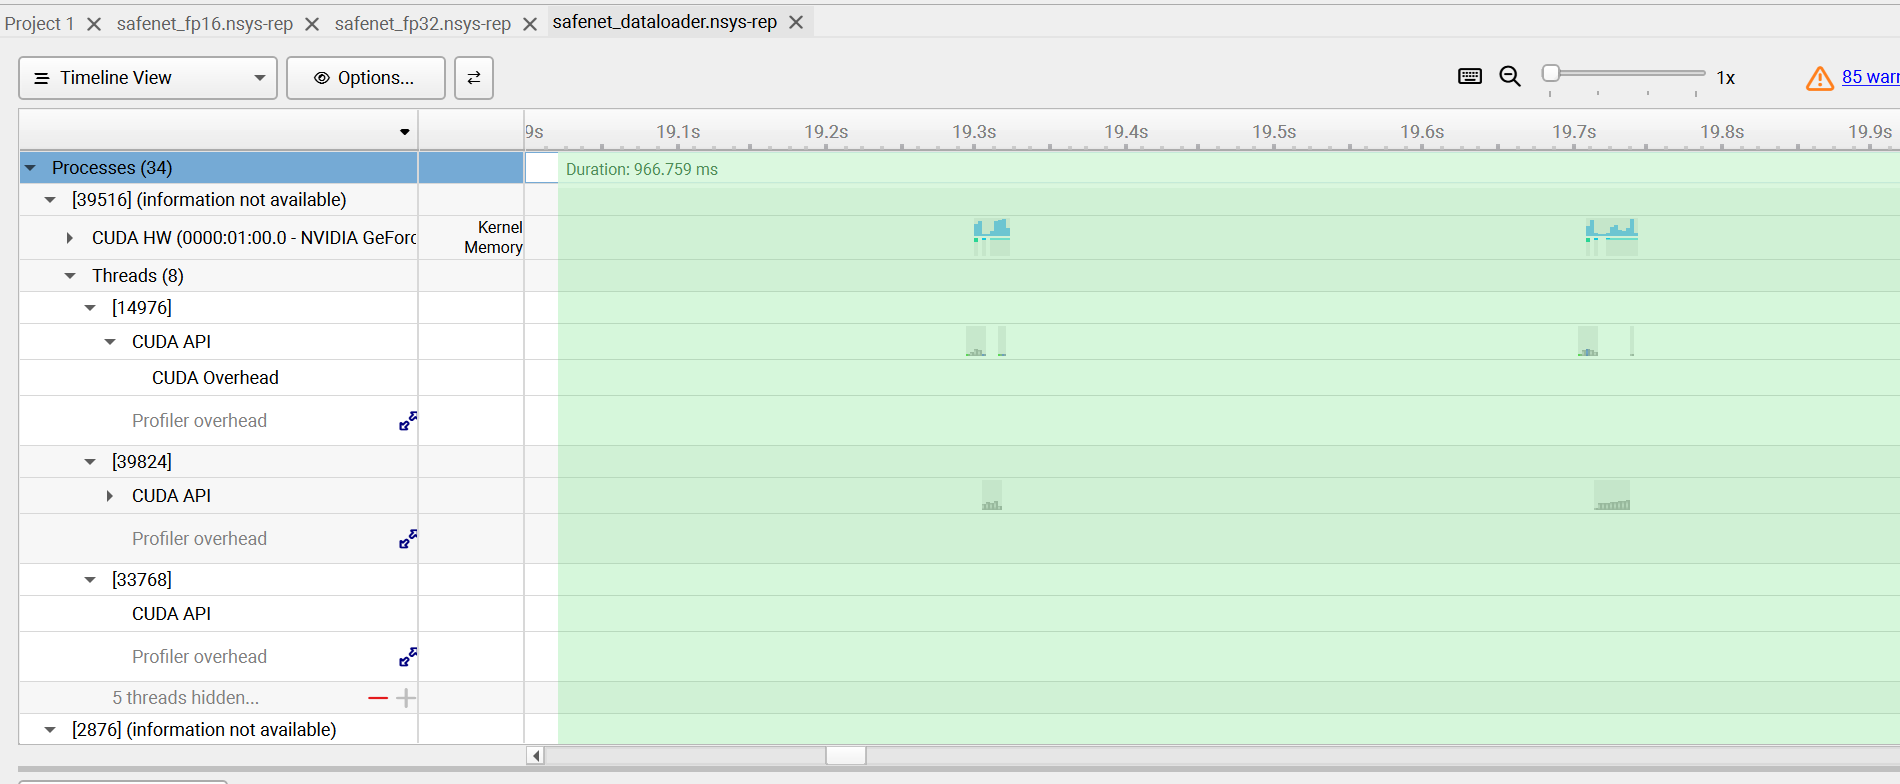 Project 1
safenet_fp16.nsys-rep
safenet_fp32.nsys-rep
safenet_dataloader.nsys-rep
Timeline View
Options...
1x
85 warn
9s 19.1s 19.2s 19.3s 19.4s 19.5s 19.6s 19.7s 19.8s 19.9s
Processes (34)
Duration: 966.759 ms
[39516] (information not available)
CUDA HW (0000:01:00.0 - NVIDIA GeForc
Kernel
Memory
Threads (8)
[14976]
CUDA API
CUDA Overhead
Profiler overhead
[39824]
CUDA API
Profiler overhead
[33768]
CUDA API
Profiler overhead
5 threads hidden...
[2876] (information not available)